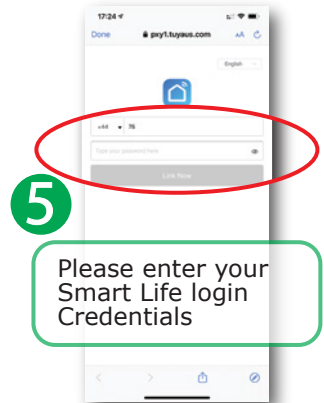 17:24
Done pxy1.tuyaus.com AA
English
+44 76
Type your password here
Link Now
5
Please enter your
Smart Life login
Credentials